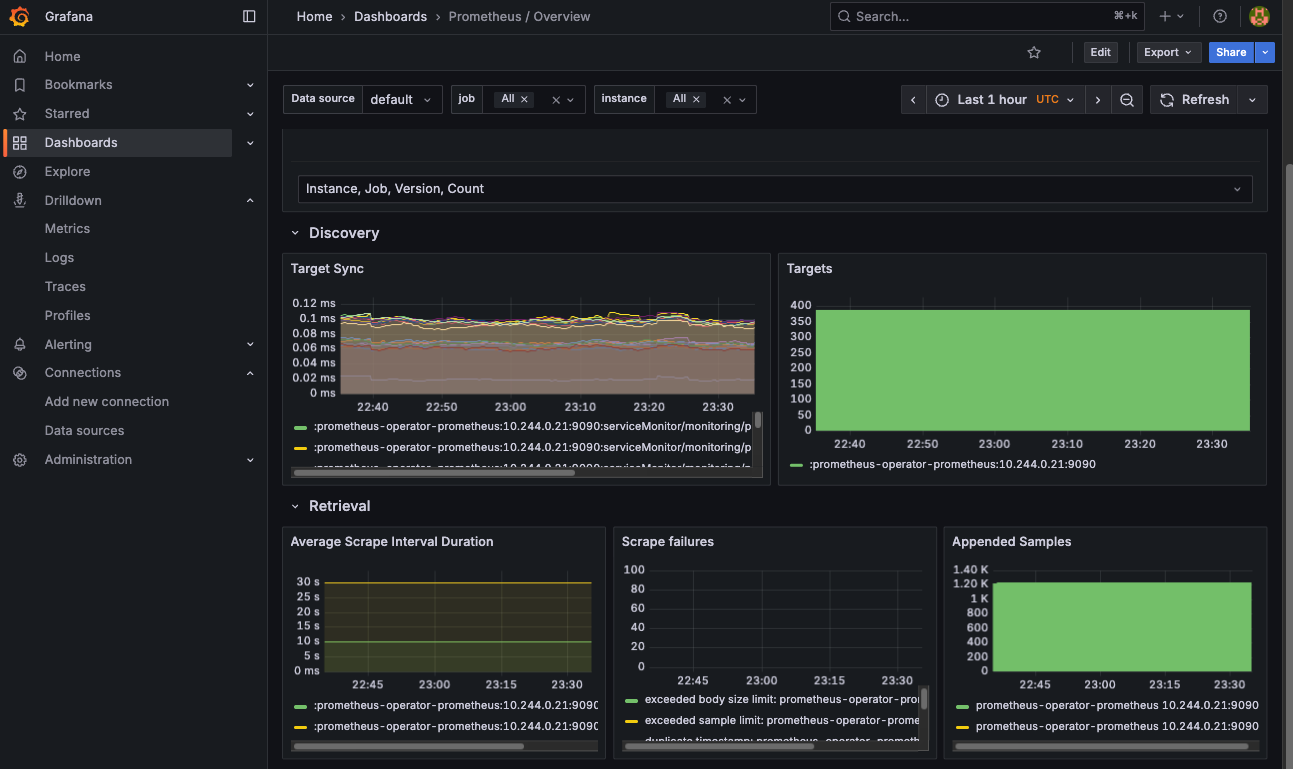 Grafana
Home › Dashboards › Prometheus / Overview
Search...
⌘+k
Edit
Export
Share
Home
Bookmarks
Starred
Dashboards
Explore
Drilldown
Metrics
Logs
Traces
Profiles
Alerting
Connections
Add new connection
Data sources
Administration
Data source
default
job
All
instance
All
Last 1 hour UTC
Refresh
Instance, Job, Version, Count
Discovery
Target Sync
0.12 ms
0.1 ms
0.08 ms
0.06 ms
0.04 ms
0.02 ms
0 ms
22:40 22:50 23:00 23:10 23:20 23:30
:prometheus-operator-prometheus:10.244.0.21:9090:serviceMonitor/monitoring/p
:prometheus-operator-prometheus:10.244.0.21:9090:serviceMonitor/monitoring/p
:prometheus-operator-prometheus:10.244.0.21:9090:serviceMonitor/monitoring/p
Targets
400
350
300
250
200
150
100
50
0
22:40 22:50 23:00 23:10 23:20 23:30
:prometheus-operator-prometheus:10.244.0.21:9090
Retrieval
Average Scrape Interval Duration
30 s
25 s
20 s
15 s
10 s
5 s
0 ms
22:45 23:00 23:15 23:30
:prometheus-operator-prometheus:10.244.0.21:9090
:prometheus-operator-prometheus:10.244.0.21:9090
Scrape failures
100
80
60
40
20
0
22:45 23:00 23:15 23:30
exceeded body size limit: prometheus-operator-pro
exceeded sample limit: prometheus-operator-prome
duplicate timestamp: prometheus-operator-prometh
Appended Samples
1.40 K
1.20 K
1 K
800
600
400
200
0
22:45 23:00 23:15 23:30
prometheus-operator-prometheus 10.244.0.21:9090
prometheus-operator-prometheus 10.244.0.21:9090